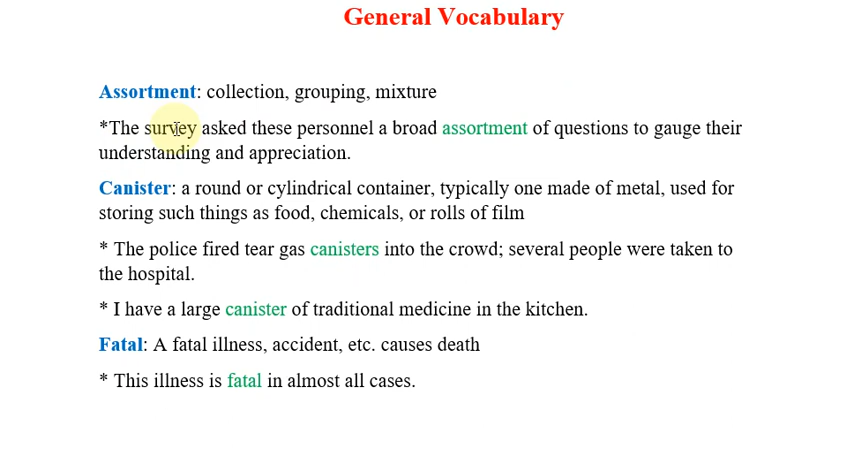 General Vocabulary
Assortment: collection, grouping, mixture
*The survey asked these personnel a broad assortment of questions to gauge their
understanding and appreciation.
Canister: a round or cylindrical container, typically one made of metal, used for
storing such things as food, chemicals, or rolls of film
* The police fired tear gas canisters into the crowd; several people were taken to
the hospital.
* I have a large canister of traditional medicine in the kitchen.
Fatal: A fatal illness, accident, etc. causes death
* This illness is fatal in almost all cases.